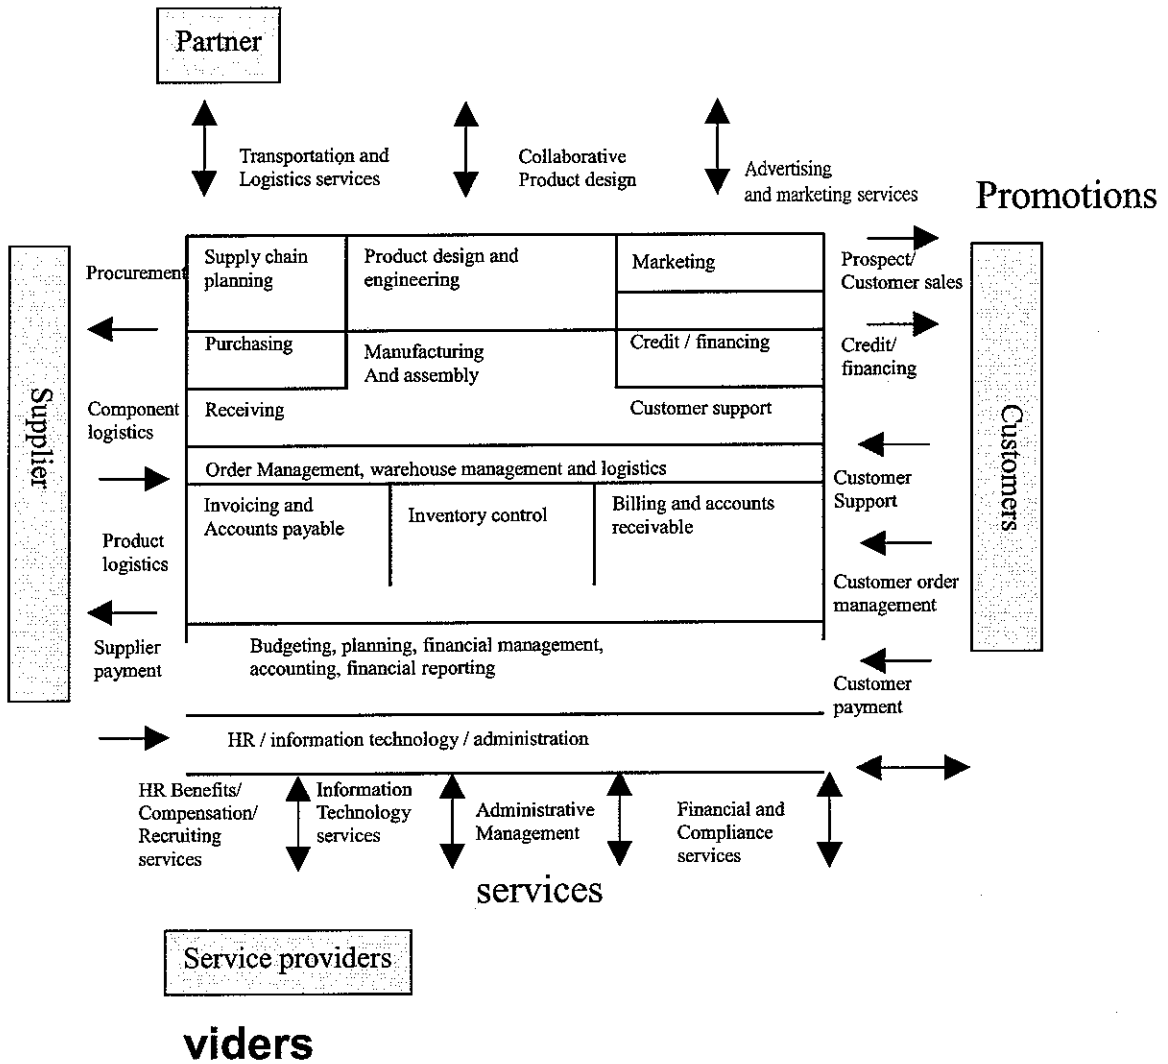 Partner
Transportation and
Logistics services
Collaborative
Product design
Advertising
and marketing services
Promotions
Supplier
Procurement
Component
logistics
Product
logistics
Supplier
payment
Supply chain
planning
Product design and
engineering
Marketing
Purchasing
Manufacturing
And assembly
Credit / financing
Receiving
Customer support
Order Management, warehouse management and logistics
Invoicing and
Accounts payable
Inventory control
Billing and accounts
receivable
Budgeting, planning, financial management,
accounting, financial reporting
HR / information technology / administration
Prospect/
Customer sales
Credit/
financing
Customer
Support
Customer order
management
Customer
payment
Customers
HR Benefits/
Compensation/
Recruiting
services
Information
Technology
services
Administrative
Management
Financial and
Compliance
services
services
Service providers
viders